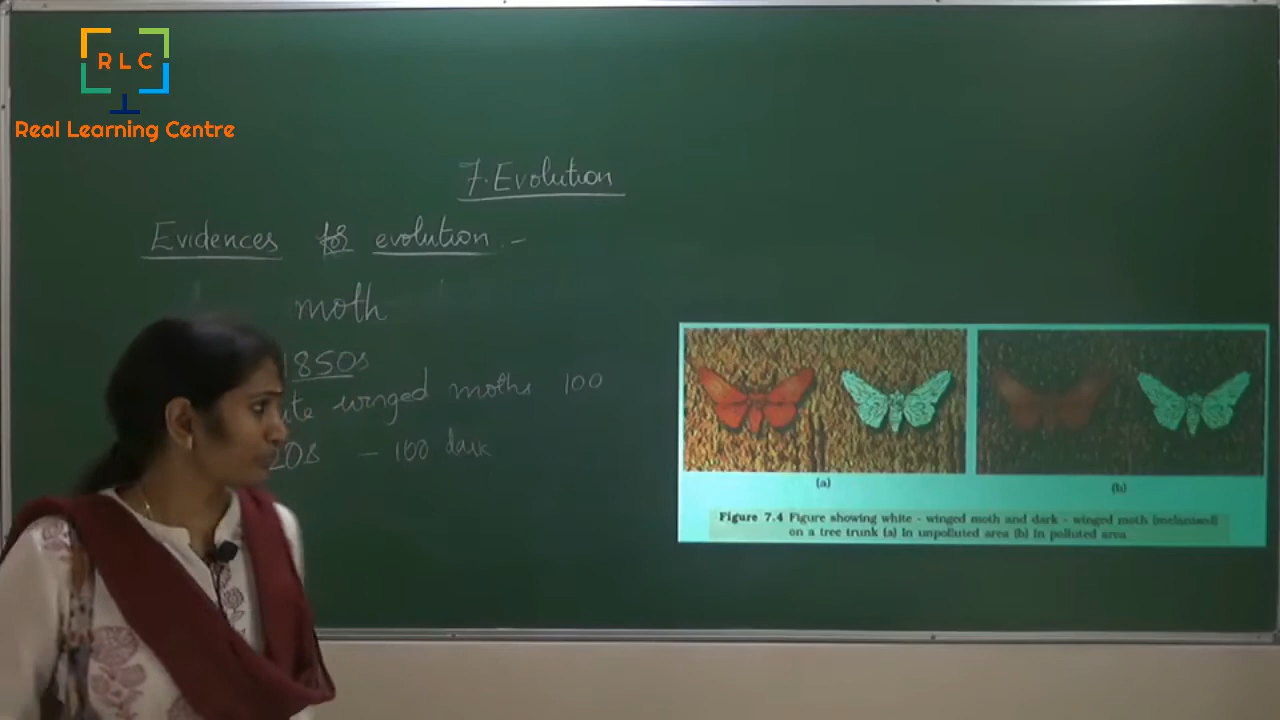 R L C
Real Learning Centre
7. Evolution
Evidences for evolution. -
moth
1850s
winged moths 100
20s - 100 dark
(a)
(b)
Figure 7.4 Figure showing white - winged moth and dark - winged moth (melanised)
on a tree trunk (a) In unpolluted area (b) In polluted area